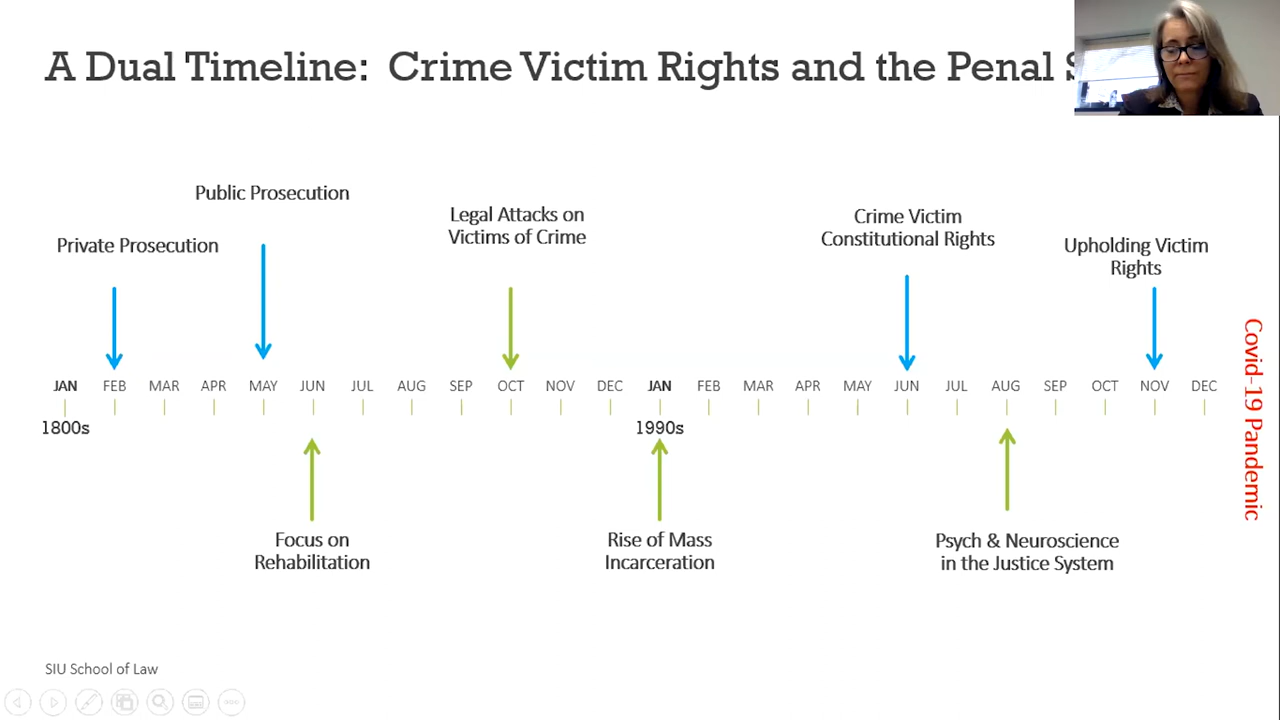 A Dual Timeline: Crime Victim Rights and the Penal
Public Prosecution
Private Prosecution
Legal Attacks on
Victims of Crime
Crime Victim
Constitutional Rights
Upholding Victim
Rights
JAN FEB MAR APR MAY JUN JUL AUG SEP OCT NOV DEC JAN FEB MAR APR MAY JUN JUL AUG SEP OCT NOV DEC
1800s 1990s
Covid-19 Pandemic
Focus on
Rehabilitation
Rise of Mass
Incarceration
Psych & Neuroscience
in the Justice System
SIU School of Law